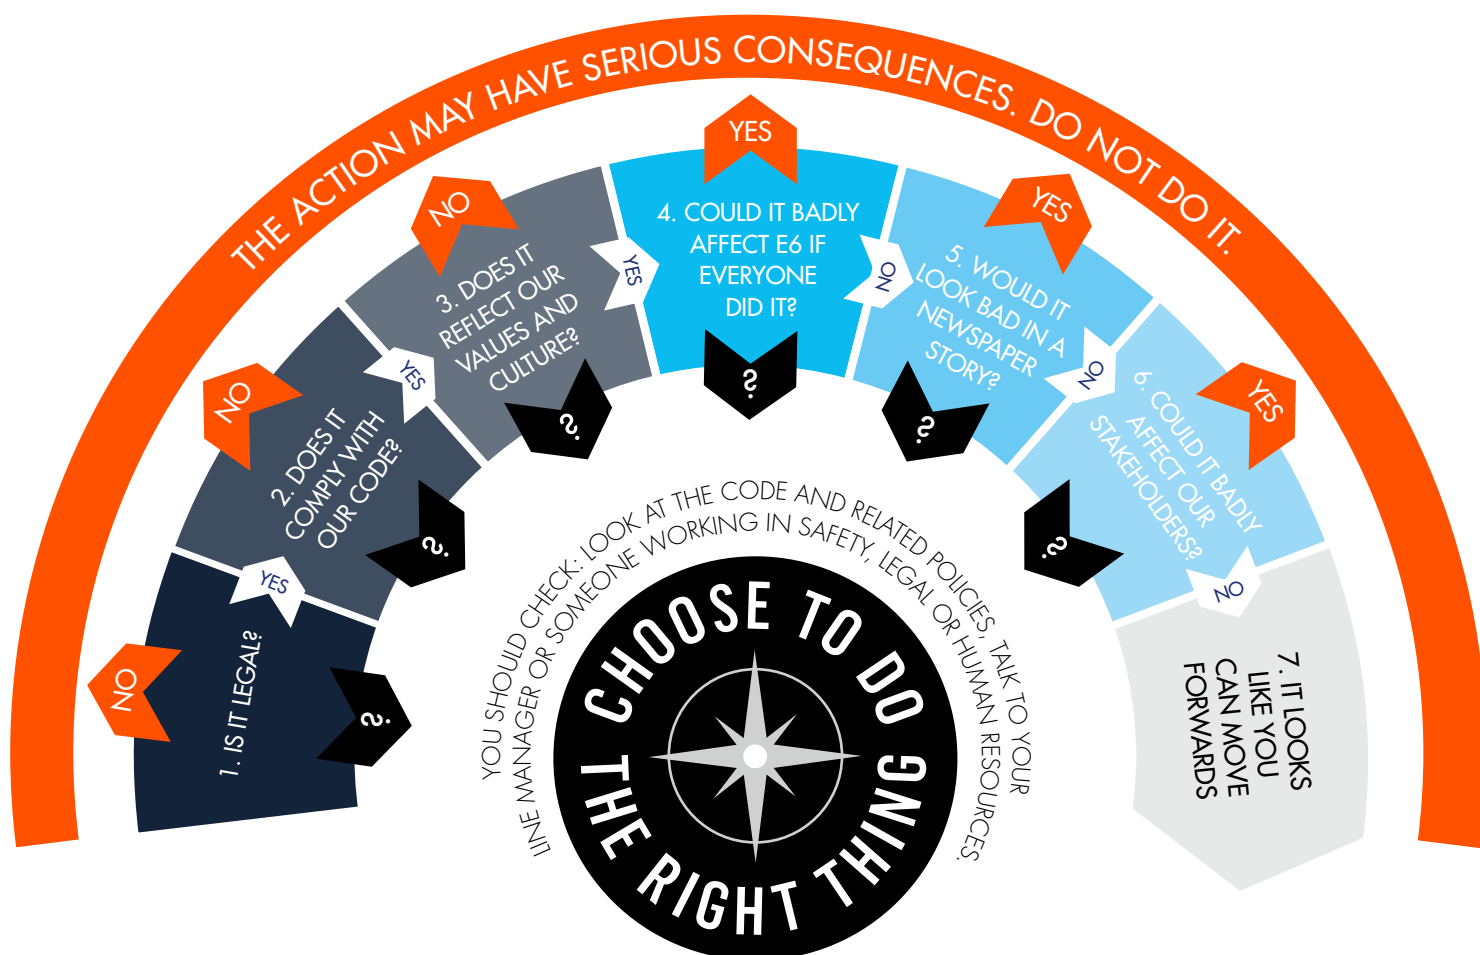 THE ACTION MAY HAVE SERIOUS CONSEQUENCES. DO NOT DO IT.
NO
1. IS IT LEGAL?
?
YES
NO
2. DOES IT
COMPLY WITH
OUR CODE?
?
YES
NO
3. DOES IT
REFLECT OUR
VALUES AND
CULTURE?
?
YES
YES
4. COULD IT BADLY
AFFECT E6 IF
EVERYONE
DID IT?
?
NO
YES
5. WOULD IT
LOOK BAD IN A
NEWSPAPER
STORY?
?
NO
YES
6. COULD IT BADLY
AFFECT OUR
STAKEHOLDERS?
?
NO
7. IT LOOKS
LIKE YOU
CAN MOVE
FORWARDS
YOU SHOULD CHECK: LOOK AT THE CODE AND RELATED POLICIES, TALK TO YOUR
LINE MANAGER OR SOMEONE WORKING IN SAFETY, LEGAL OR HUMAN RESOURCES.
CHOOSE TO DO
THE RIGHT THING